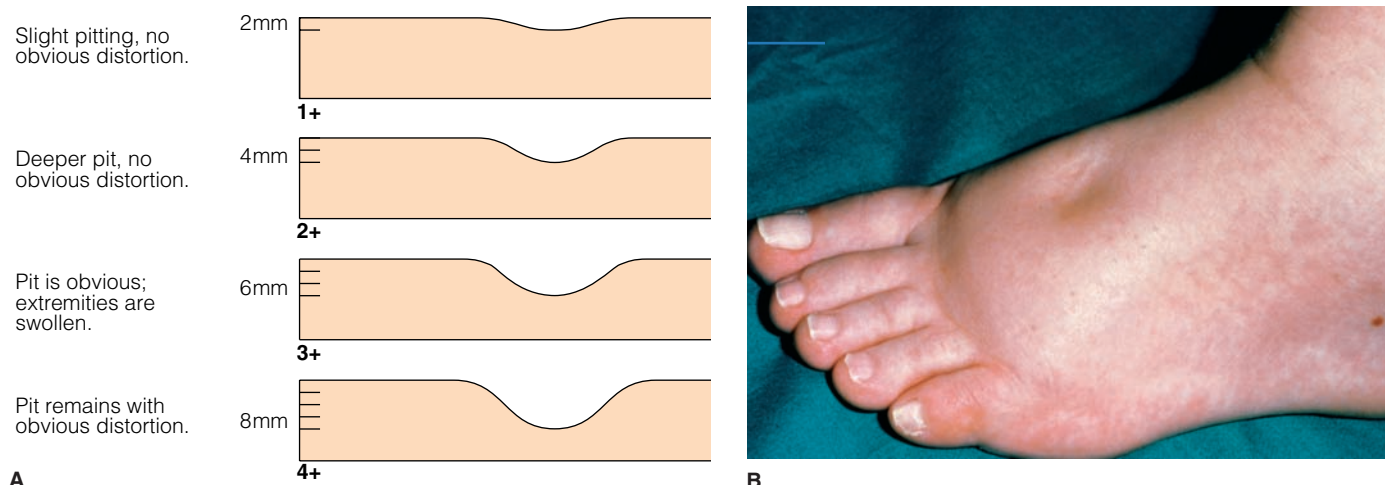 Slight pitting, no
obvious distortion.
2mm
1+
Deeper pit, no
obvious distortion.
4mm
2+
Pit is obvious;
extremities are
swollen.
6mm
3+
Pit remains with
obvious distortion.
8mm
4+
A
B